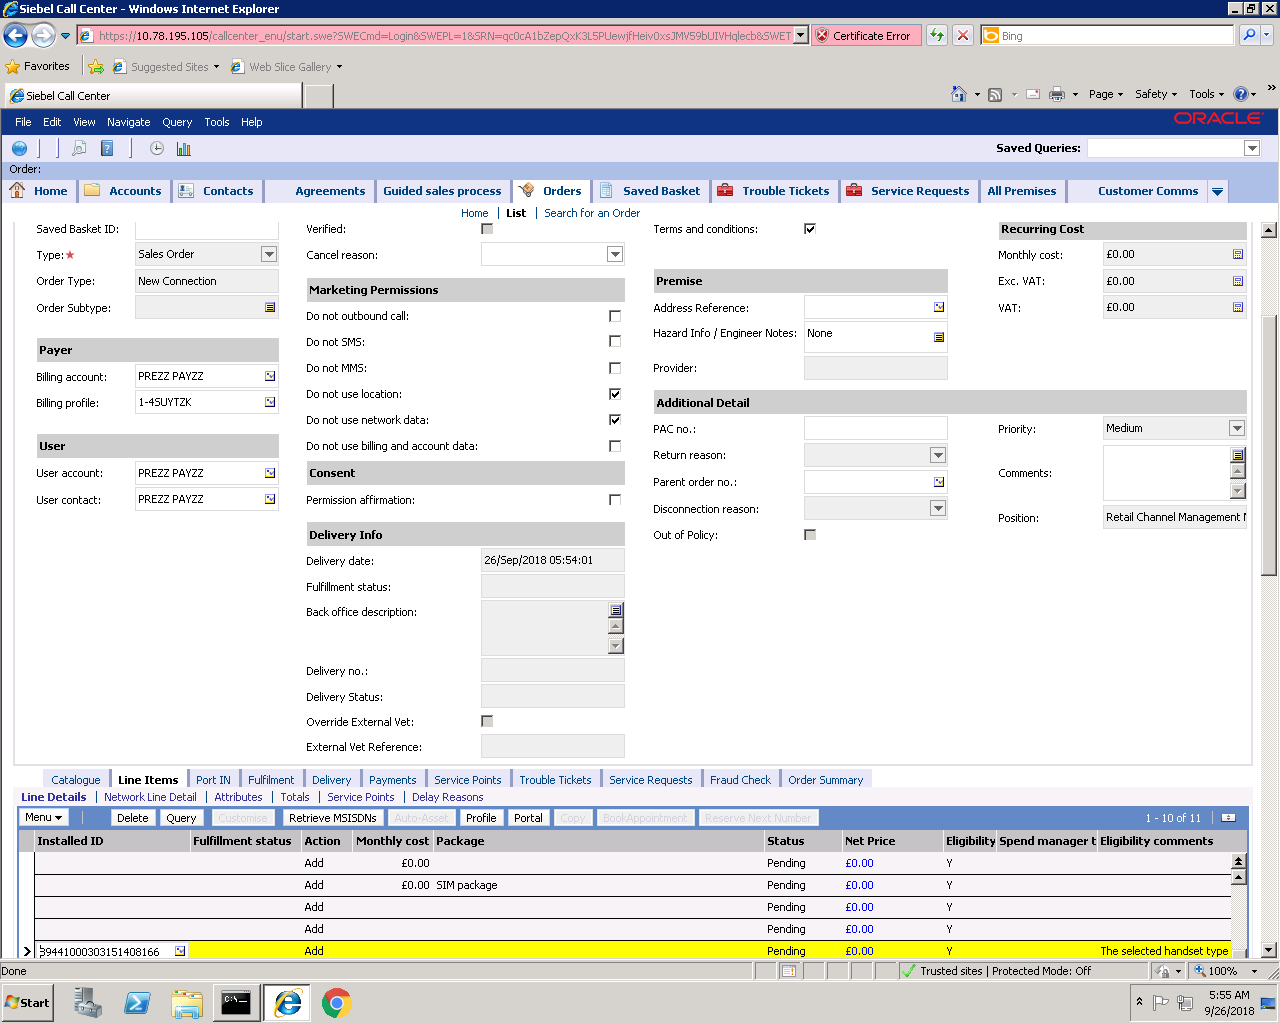 Siebel Call Center - Windows Internet Explorer
https://10.78.195.105/callcenter_enu/start.swe?SWECmd=Login&SWEPL=1&SRN=
Certificate Error
Bing
Favorites
Suggested Sites
Web Slice Gallery
Siebel Call Center
Page
Safety
Tools
File Edit View Navigate Query Tools Help
ORACLE
Saved Queries:
Order:
Home Accounts Contacts Agreements Guided sales process Orders Saved Basket Trouble Tickets Service Requests All Premises Customer Comms
Home | List | Search for an Order
Saved Basket ID:
Verified:
Terms and conditions:
Recurring Cost
Type: Sales Order
Cancel reason:
Monthly cost: £0.00
Order Type: New Connection
Marketing Permissions
Premise
Exc. VAT: £0.00
Order Subtype:
Do not outbound call:
Address Reference:
VAT: £0.00
Do not SMS:
Hazard Info / Engineer Notes: None
Payer
Do not MMS:
Provider:
Billing account: PREZZ PAYZZ
Do not use location:
Billing profile: 1-4SUYTZK
Additional Detail
Do not use network data:
PAC no.:
Priority: Medium
User
Do not use billing and account data:
Return reason:
User account: PREZZ PAYZZ
Consent
Parent order no.:
Comments:
User contact: PREZZ PAYZZ
Permission affirmation:
Disconnection reason:
Position: Retail Channel Management
Delivery Info
Out of Policy:
Delivery date: 26/Sep/2018 05:54:01
Fulfillment status:
Back office description:
Delivery no.:
Delivery Status:
Override External Vet:
External Vet Reference:
Catalogue Line Items Port IN Fulfilment Delivery Payments Service Points Trouble Tickets Service Requests Fraud Check Order Summary
Line Details | Network Line Detail | Attributes | Totals | Service Points | Delay Reasons
Menu Delete Query Customise Retrieve MSISDNs Auto-Asset Profile Portal Copy BookAppointment Reserve Next Number 1 - 10 of 11
Installed ID Fulfillment status Action Monthly cost Package Status Net Price Eligibility Spend manager t Eligibility comments
Add £0.00 Pending £0.00 Y
Add £0.00 SIM package Pending £0.00 Y
Add Pending £0.00 Y
Add Pending £0.00 Y
3944100030315140816​6 Add Pending £0.00 Y The selected handset type
Done
Trusted sites | Protected Mode: Off
100%
Start
5:55 AM
9/26/2018